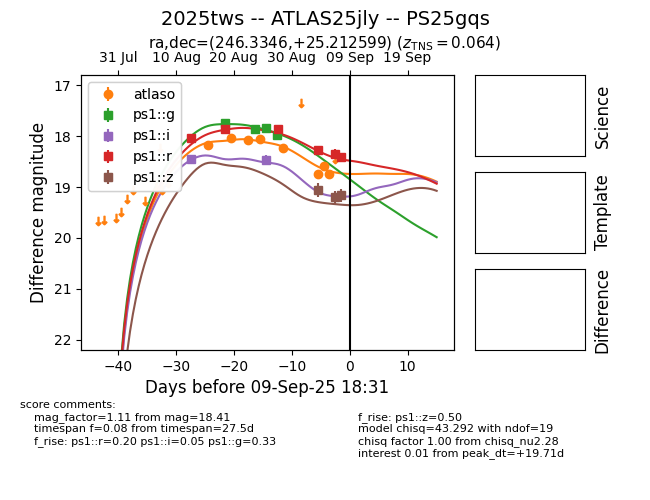 2025tws -- ATLAS25jly -- PS25gqs
ra,dec=(246.3346,+25.212599) (z_TNS = 0.064)
31 Jul 10 Aug 20 Aug 30 Aug 09 Sep 19 Sep
atlaso
ps1::g
ps1::i
ps1::r
ps1::z
17
18
19
20
21
22
Difference magnitude
−40 −30 −20 −10 0 10
Days before 09-Sep-25 18:31
Science
Template
Difference
score comments:
mag_factor=1.11 from mag=18.41
timespan f=0.08 from timespan=27.5d
f_rise: ps1::r=0.20 ps1::i=0.05 ps1::g=0.33
f_rise: ps1::z=0.50
model chisq=43.292 with ndof=19
chisq factor 1.00 from chisq_nu2.28
interest 0.01 from peak_dt=+19.71d